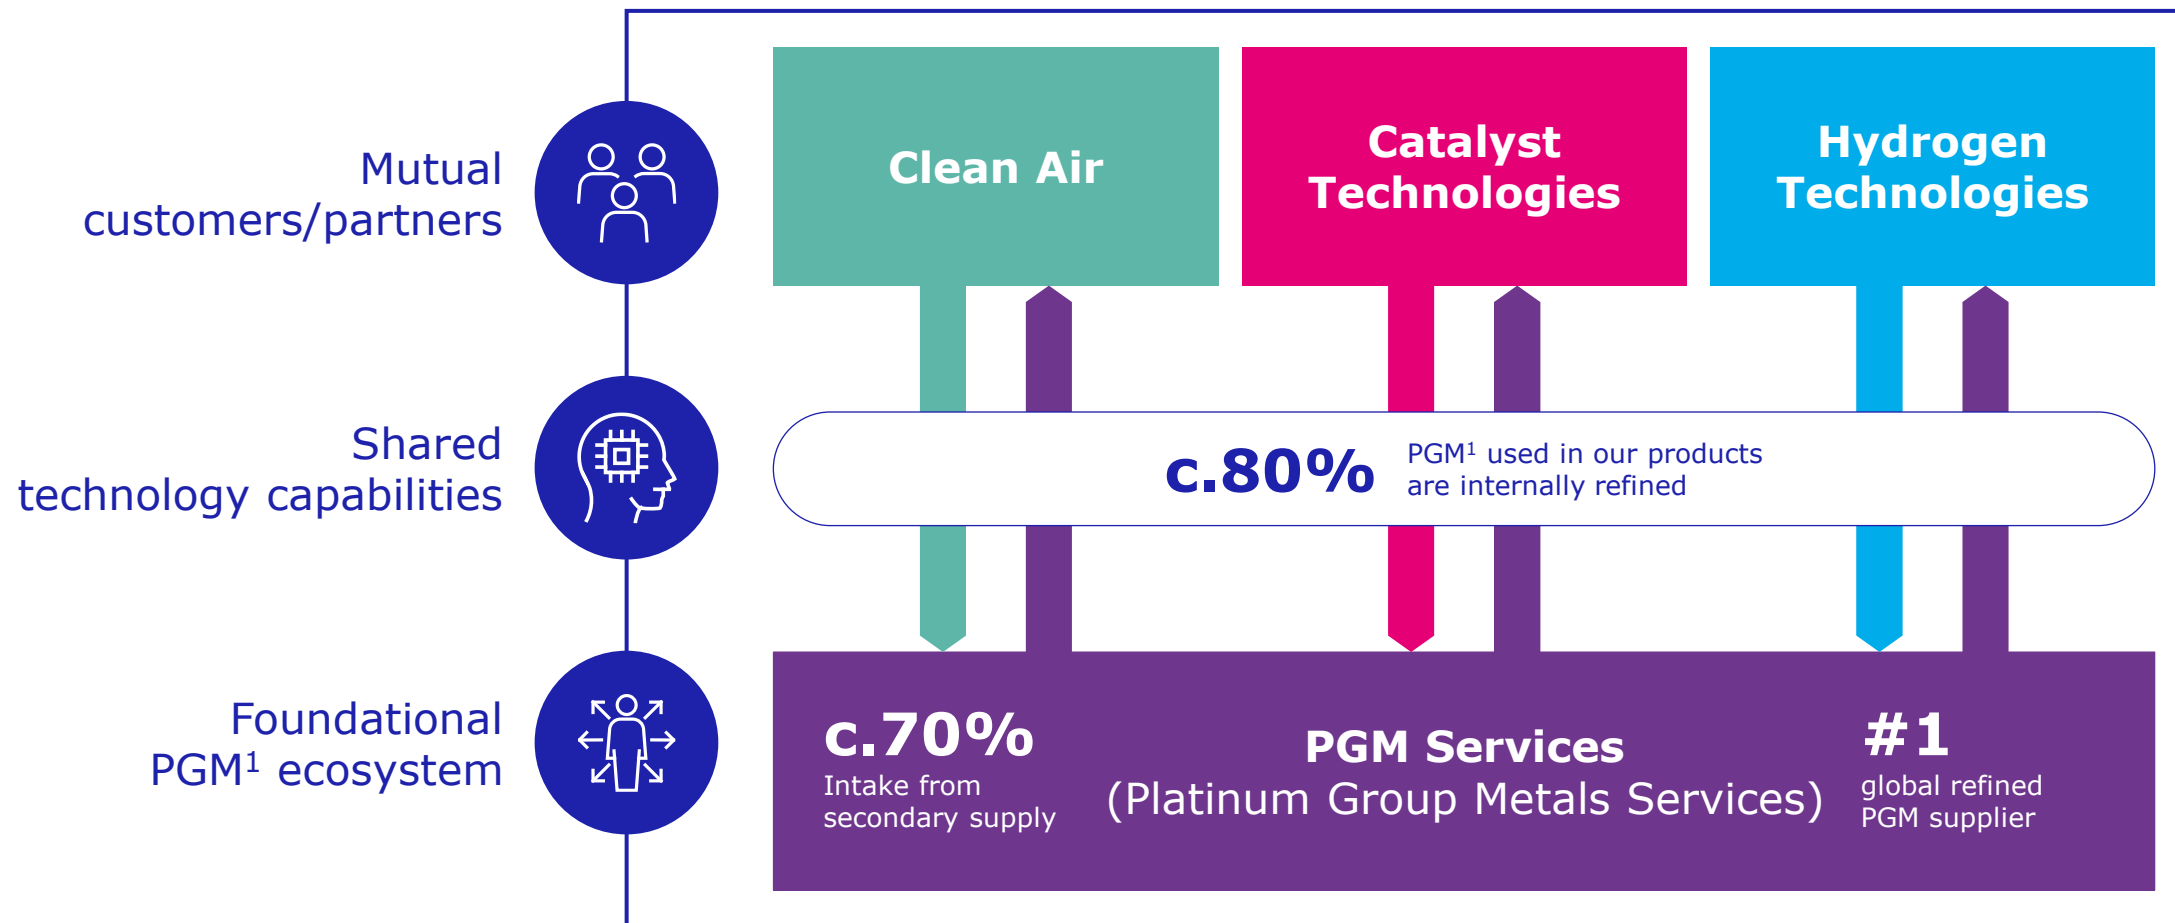 Mutual
customers/partners
Clean Air
Catalyst
Technologies
Hydrogen
Technologies
Shared
technology capabilities
c.80%
PGM¹ used in our products
are internally refined
Foundational
PGM¹ ecosystem
c.70%
Intake from
secondary supply
PGM Services
(Platinum Group Metals Services)
#1
global refined
PGM supplier